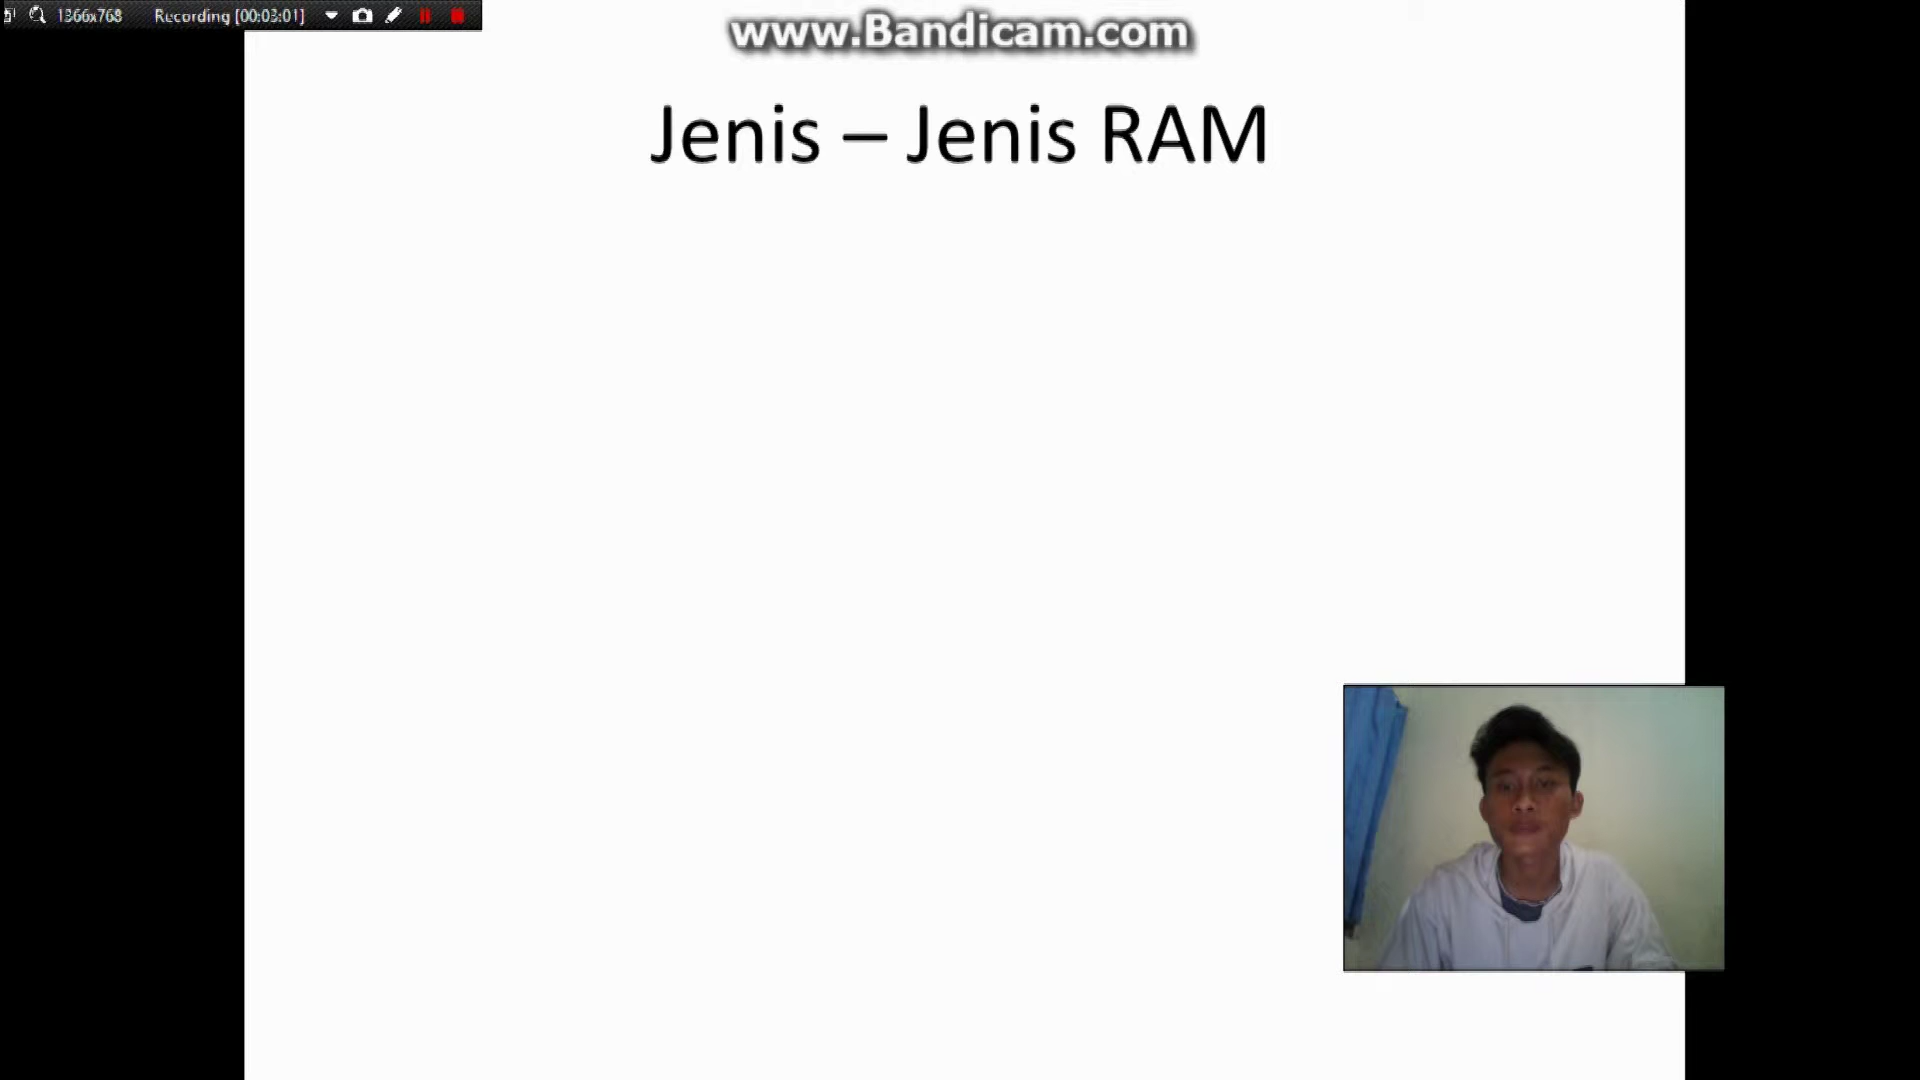 1366x768 Recording [00:03:01]
www.Bandicam.com
Jenis – Jenis RAM